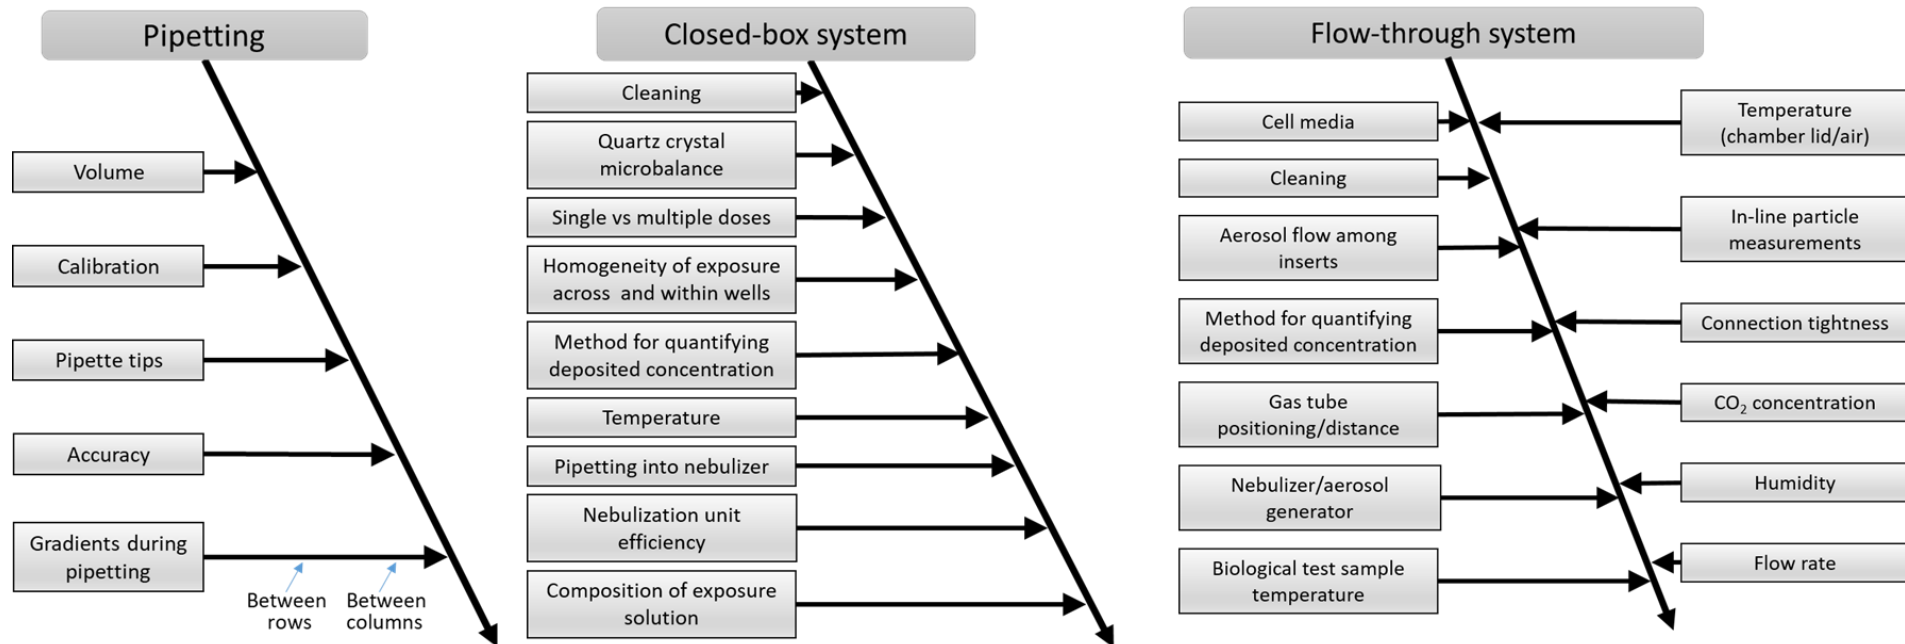 Pipetting
Volume
Calibration
Pipette tips
Accuracy
Gradients during
pipetting
Between
rows
Between
columns
Closed-box system
Cleaning
Quartz crystal
microbalance
Single vs multiple doses
Homogeneity of exposure
across and within wells
Method for quantifying
deposited concentration
Temperature
Pipetting into nebulizer
Nebulization unit
efficiency
Composition of exposure
solution
Flow-through system
Cell media
Cleaning
Aerosol flow among
inserts
Method for quantifying
deposited concentration
Gas tube
positioning/distance
Nebulizer/aerosol
generator
Biological test sample
temperature
Temperature
(chamber lid/air)
In-line particle
measurements
Connection tightness
CO₂ concentration
Humidity
Flow rate